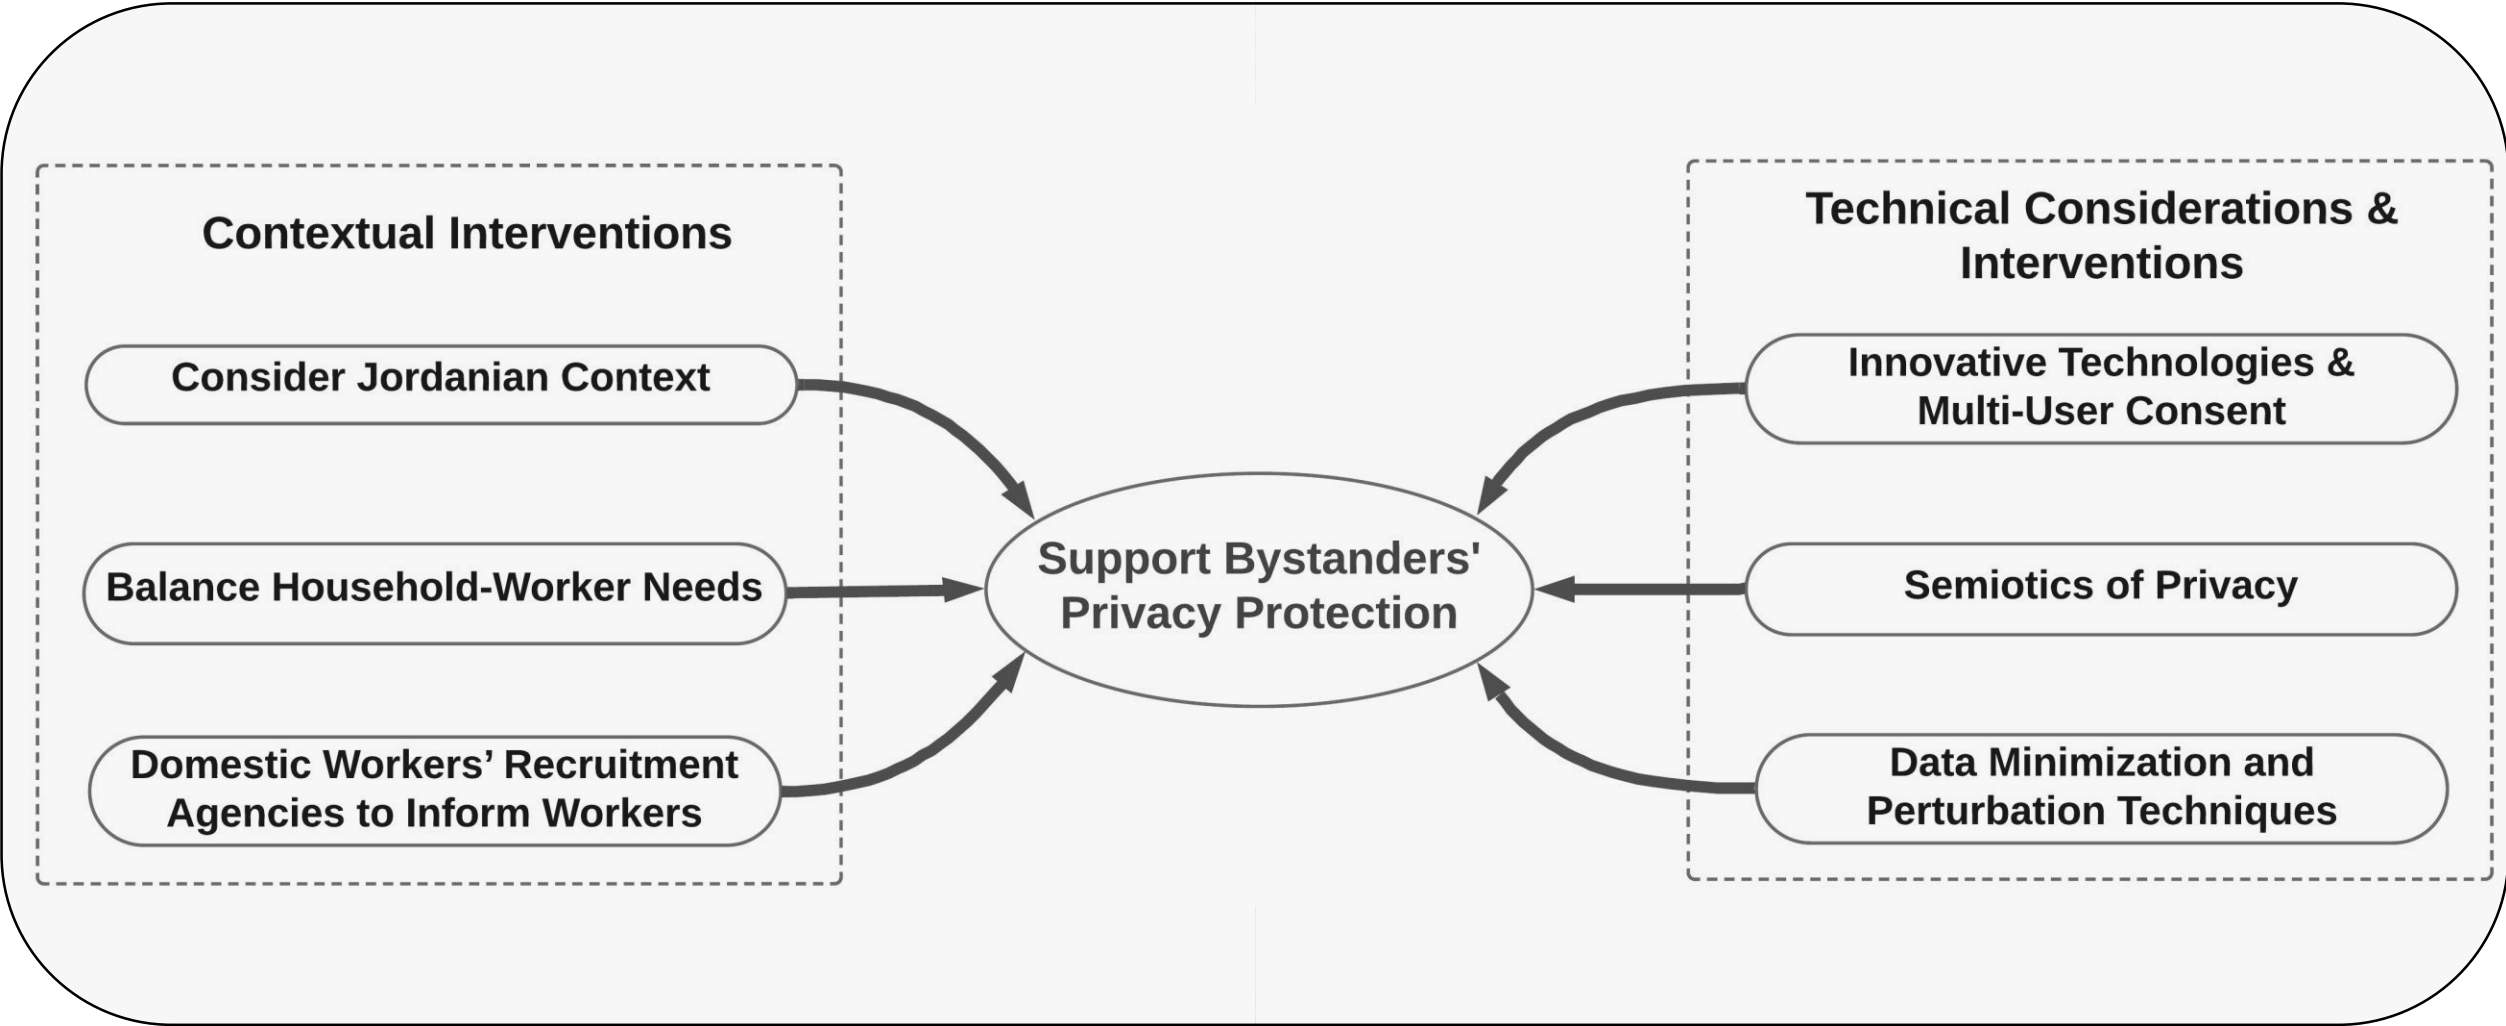 Contextual Interventions
Consider Jordanian Context
Balance Household-Worker Needs
Domestic Workers’ Recruitment
Agencies to Inform Workers
Support Bystanders'
Privacy Protection
Technical Considerations &
Interventions
Innovative Technologies &
Multi-User Consent
Semiotics of Privacy
Data Minimization and
Perturbation Techniques